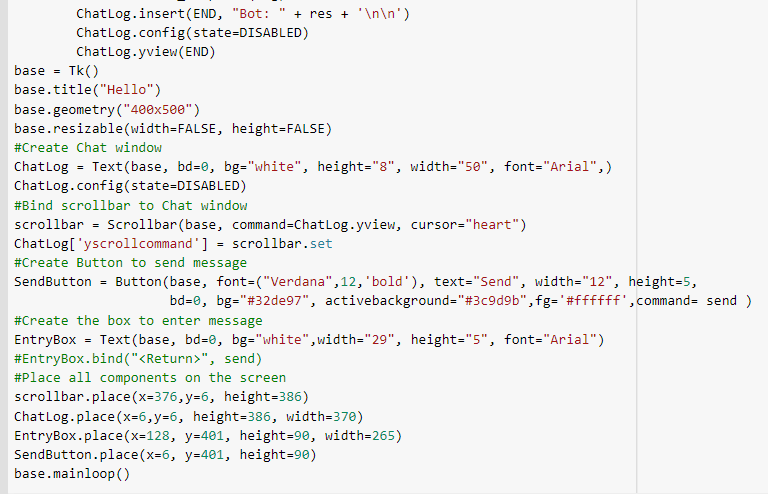 ChatLog.insert(END, "Bot: " + res + '\n\n')
ChatLog.config(state=DISABLED)
ChatLog.yview(END)
base = Tk()
base.title("Hello")
base.geometry("400x500")
base.resizable(width=FALSE, height=FALSE)
#Create Chat window
ChatLog = Text(base, bd=0, bg="white", height="8", width="50", font="Arial",)
ChatLog.config(state=DISABLED)
#Bind scrollbar to Chat window
scrollbar = Scrollbar(base, command=ChatLog.yview, cursor="heart")
ChatLog['yscrollcommand'] = scrollbar.set
#Create Button to send message
SendButton = Button(base, font=("Verdana",12,'bold'), text="Send", width="12", height=5,
bd=0, bg="#32de97", activebackground="#3c9d9b",fg='#ffffff',command= send )
#Create the box to enter message
EntryBox = Text(base, bd=0, bg="white",width="29", height="5", font="Arial")
#EntryBox.bind("<Return>", send)
#Place all components on the screen
scrollbar.place(x=376,y=6, height=386)
ChatLog.place(x=6,y=6, height=386, width=370)
EntryBox.place(x=128, y=401, height=90, width=265)
SendButton.place(x=6, y=401, height=90)
base.mainloop()